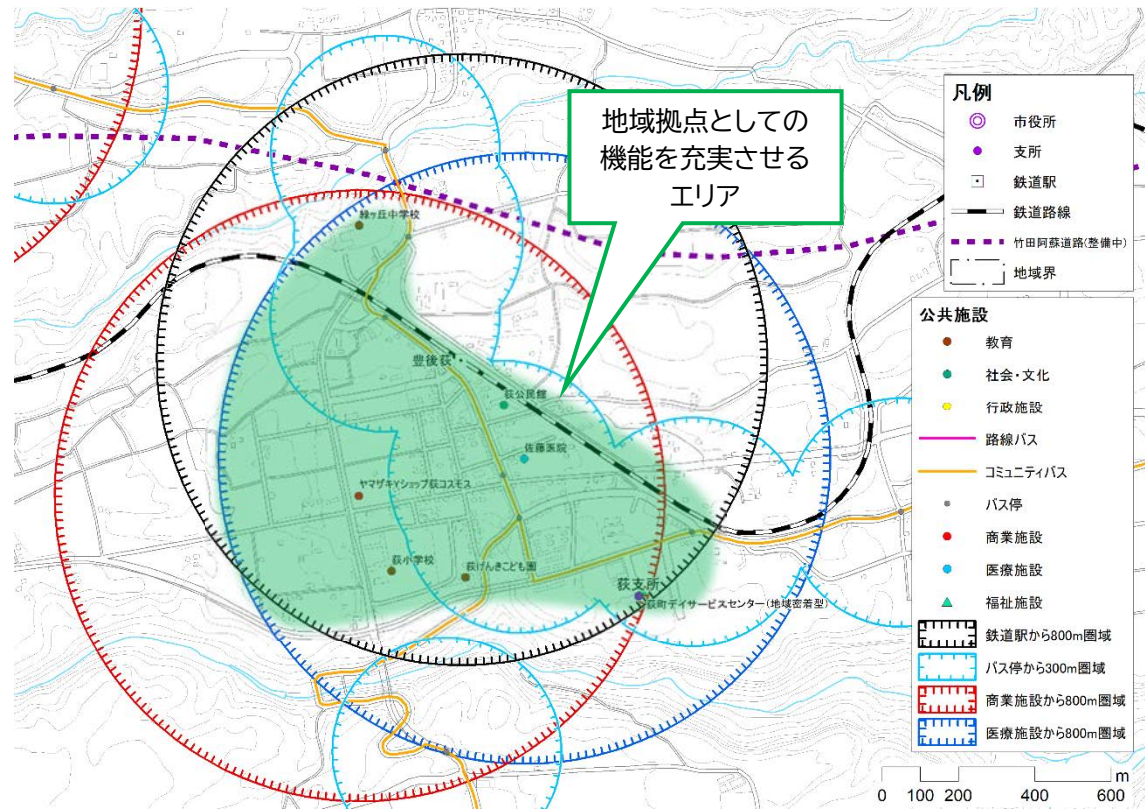 地域拠点としての
機能を充実させる
エリア
緑ヶ丘中学校
豊後荻
荻公民館
佐藤医院
ヤマザキYショップ荻コスモス
荻小学校
荻げんきこども園
荻支所
荻町デイサービスセンター(地域密着型)
凡例
市役所
支所
鉄道駅
鉄道路線
竹田阿蘇道路(整備中)
地域界
公共施設
教育
社会・文化
行政施設
路線バス
コミュニティバス
バス停
商業施設
医療施設
福祉施設
鉄道駅から800m圏域
バス停から300m圏域
商業施設から800m圏域
医療施設から800m圏域
m
0 100 200 400 600